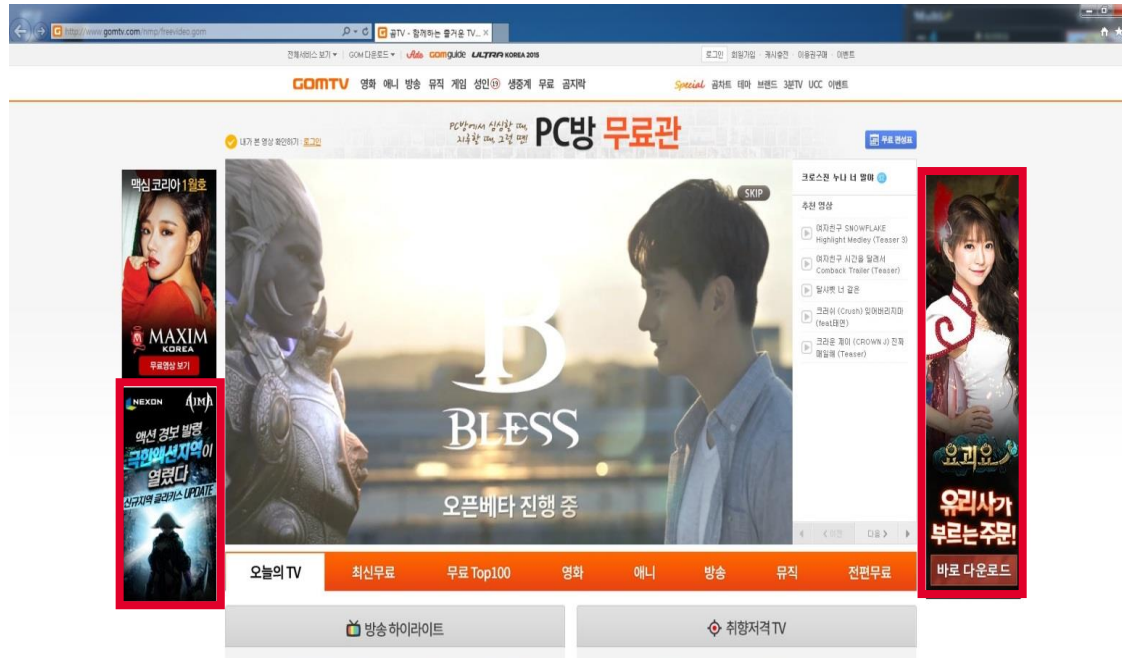 http://www.gomtv.com/nmp/freevideo.gom
곰TV - 함께하는 즐거운 TV...
전체서비스 보기
GOM 다운로드
GOMguide
ULTRA KOREA 2015
로그인 회원가입 · 캐시충전 · 이용권구매 · 이벤트
GOMTV
영화 애니 방송 뮤직 게임 성인 19 생중계 무료 곰지락
Special 곰차트 테마 브랜드 3분TV UCC 이벤트
내가 본 영상 확인하기 : 로그인
PC방에서 심심할 때,
지루할 때, 그럴 땐!
PC방 무료관
무료 편성표
맥심 코리아 1월호
MAXIM
KOREA
무료영상 보기
NEXON
AIMA
액션 경보 발령
극한액션지역이
열렸다
신규지역 글라키스 UPDATE
SKIP
BLESS
오픈베타 진행 중
크로스진 누나 너 말야
추천 영상
여자친구 SNOWFLAKE
Highlight Medley (Teaser 3)
여자친구 시간을 달려서
Comback Trailer (Teaser)
달샤벳 너 같은
크러쉬 (Crush) 잊어버리지마
(feat.태연)
크라운 제이 (CROWN J) 진짜
매일해 (Teaser)
이전
다음
요괴요
유리사가
부르는 주문!
바로 다운로드
오늘의 TV
최신무료
무료 Top100
영화
애니
방송
뮤직
전편무료
방송 하이라이트
취향저격 TV